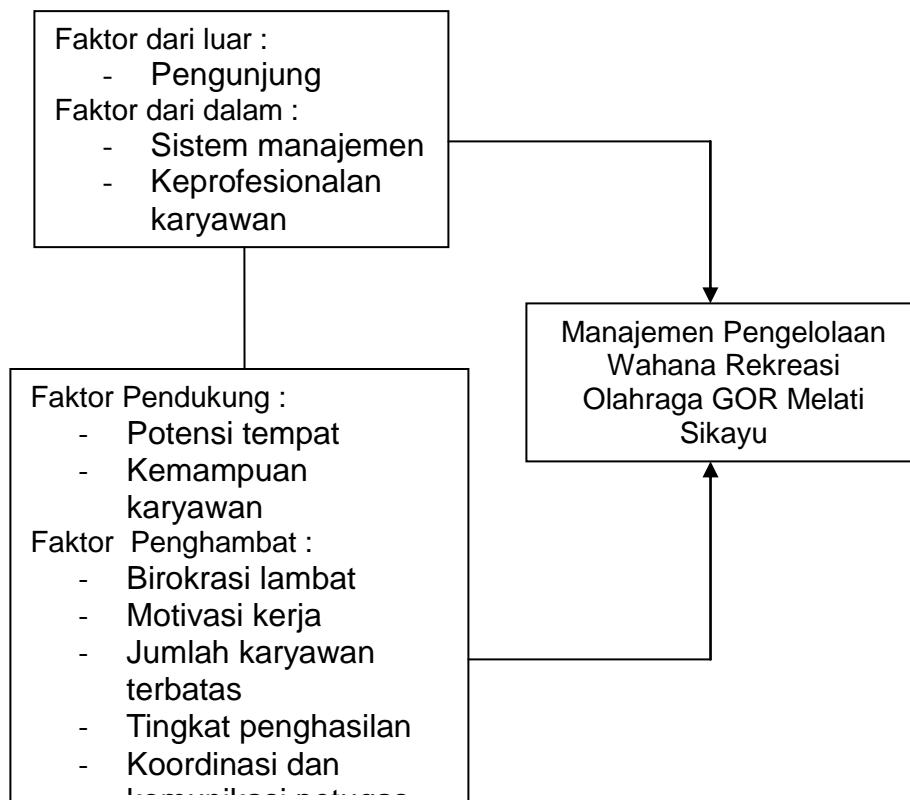 Faktor dari luar :
- Pengunjung
Faktor dari dalam :
- Sistem manajemen
- Keprofesionalan
karyawan
Manajemen Pengelolaan
Wahana Rekreasi
Olahraga GOR Melati
Sikayu
Faktor Pendukung :
- Potensi tempat
- Kemampuan
karyawan
Faktor Penghambat :
- Birokrasi lambat
- Motivasi kerja
- Jumlah karyawan
terbatas
- Tingkat penghasilan
- Koordinasi dan
komunikasi petugas